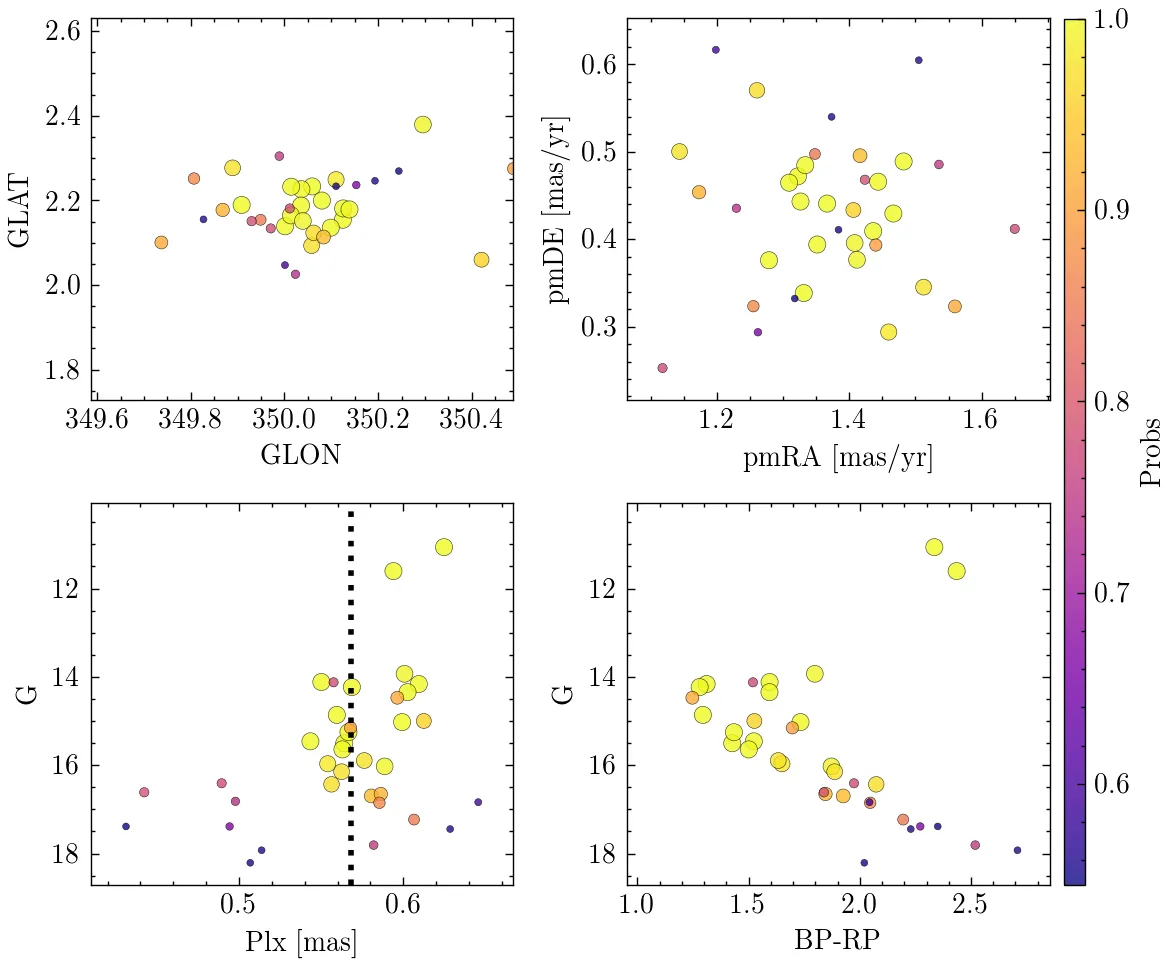 2.6
2.4
2.2
2.0
1.8
GLAT
349.6 349.8 350.0 350.2 350.4
GLON
0.6
0.5
0.4
0.3
pmDE [mas/yr]
1.2 1.4 1.6
pmRA [mas/yr]
12
14
16
18
G
0.5 0.6
Plx [mas]
12
14
16
18
G
1.0 1.5 2.0 2.5
BP-RP
1.0
0.9
0.8
0.7
0.6
Probs